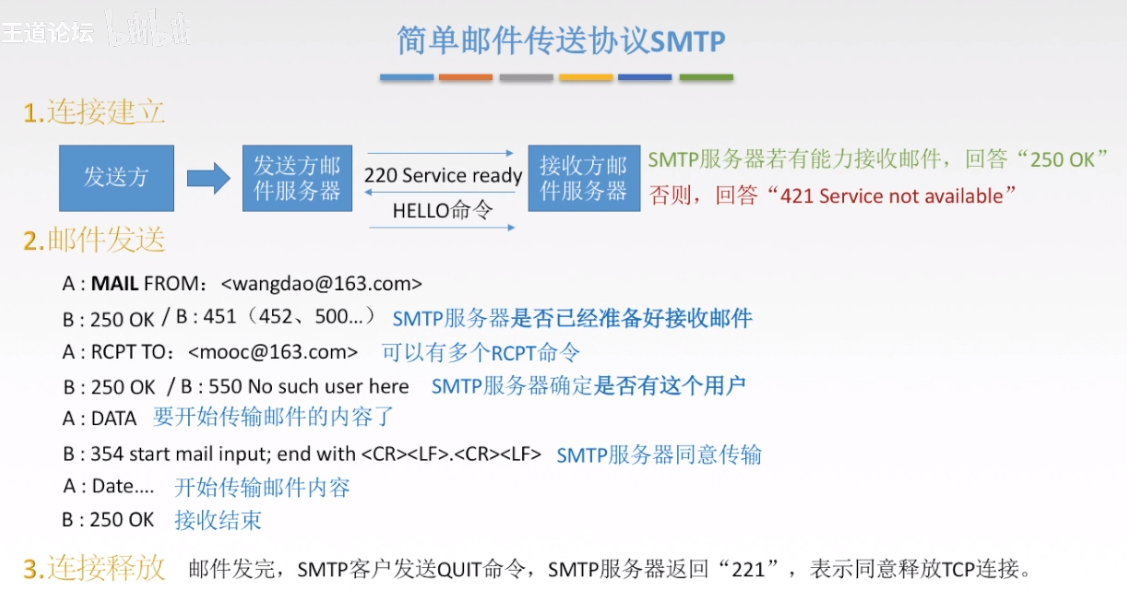 王道论坛 bilibili
简单邮件传送协议SMTP
1.连接建立
发送方
发送方邮
件服务器
220 Service ready
HELLO命令
接收方邮
件服务器
SMTP服务器若有能力接收邮件，回答“250 OK”
否则，回答“421 Service not available”
2.邮件发送
A : MAIL FROM：<wangdao@163.com>
B : 250 OK / B : 451（452、500...） SMTP服务器是否已经准备好接收邮件
A : RCPT TO：<mooc@163.com> 可以有多个RCPT命令
B : 250 OK / B : 550 No such user here SMTP服务器确定是否有这个用户
A : DATA 要开始传输邮件的内容了
B : 354 start mail input; end with <CR><LF>.<CR><LF> SMTP服务器同意传输
A : Date.... 开始传输邮件内容
B : 250 OK 接收结束
3.连接释放 邮件发完，SMTP客户发送QUIT命令，SMTP服务器返回“221”，表示同意释放TCP连接。